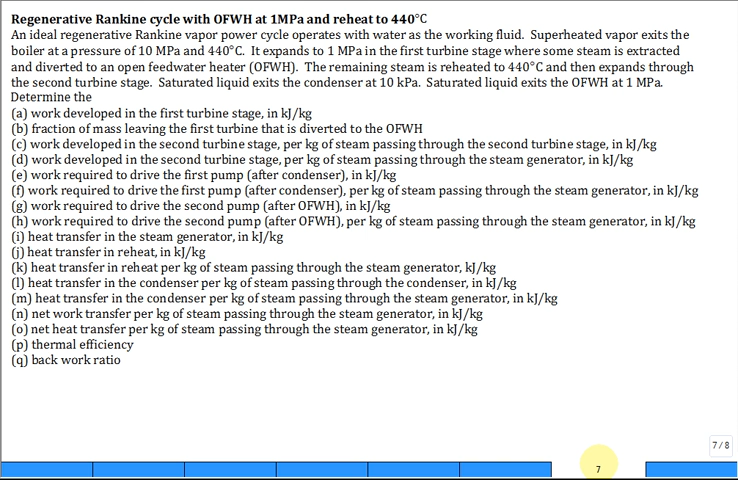 Regenerative Rankine cycle with OFWH at 1MPa and reheat to 440°C
An ideal regenerative Rankine vapor power cycle operates with water as the working fluid. Superheated vapor exits the
boiler at a pressure of 10 MPa and 440°C. It expands to 1 MPa in the first turbine stage where some steam is extracted
and diverted to an open feedwater heater (OFWH). The remaining steam is reheated to 440°C and then expands through
the second turbine stage. Saturated liquid exits the condenser at 10 kPa. Saturated liquid exits the OFWH at 1 MPa.
Determine the
(a) work developed in the first turbine stage, in kJ/kg
(b) fraction of mass leaving the first turbine that is diverted to the OFWH
(c) work developed in the second turbine stage, per kg of steam passing through the second turbine stage, in kJ/kg
(d) work developed in the second turbine stage, per kg of steam passing through the steam generator, in kJ/kg
(e) work required to drive the first pump (after condenser), in kJ/kg
(f) work required to drive the first pump (after condenser), per kg of steam passing through the steam generator, in kJ/kg
(g) work required to drive the second pump (after OFWH), in kJ/kg
(h) work required to drive the second pump (after OFWH), per kg of steam passing through the steam generator, in kJ/kg
(i) heat transfer in the steam generator, in kJ/kg
(j) heat transfer in reheat, in kJ/kg
(k) heat transfer in reheat per kg of steam passing through the steam generator, kJ/kg
(l) heat transfer in the condenser per kg of steam passing through the condenser, in kJ/kg
(m) heat transfer in the condenser per kg of steam passing through the steam generator, in kJ/kg
(n) net work transfer per kg of steam passing through the steam generator, in kJ/kg
(o) net heat transfer per kg of steam passing through the steam generator, in kJ/kg
(p) thermal efficiency
(q) back work ratio
7 / 8
7